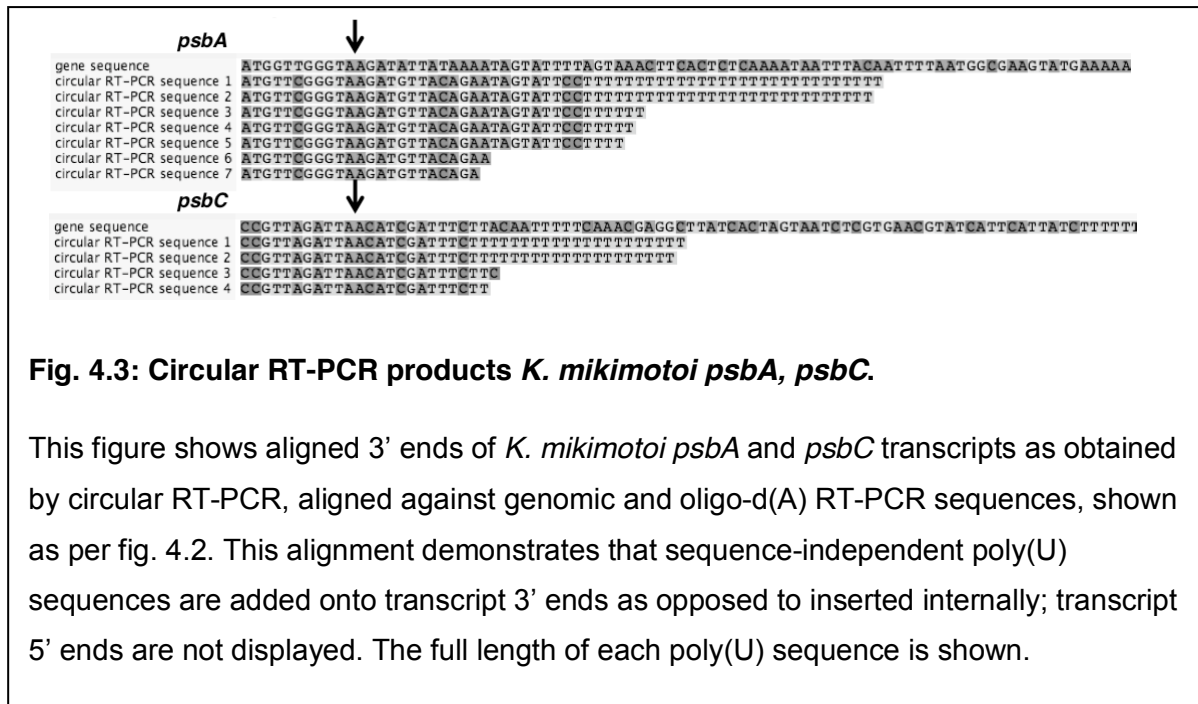 psbA
gene sequence ATGGTTGGGTAAGATATTATAAAATAGTATTTTAGTAAACTTCACTCTCAAAATAATTTACAATTTTAATGGCGAAGTATGAAAAA
circular RT-PCR sequence 1 ATGTTCGGGTAAGATGTTACAGAATAGTATTCCTTTTTTTTTTTTTTTTTTTTTTTTTTTTT
circular RT-PCR sequence 2 ATGTTCGGGTAAGATGTTACAGAATAGTATTCCTTTTTTTTTTTTTTTTTTTTTTTTTTTT
circular RT-PCR sequence 3 ATGTTCGGGTAAGATGTTACAGAATAGTATTCCTTTTTT
circular RT-PCR sequence 4 ATGTTCGGGTAAGATGTTACAGAATAGTATTCCTTTTT
circular RT-PCR sequence 5 ATGTTCGGGTAAGATGTTACAGAATAGTATTCCTTTT
circular RT-PCR sequence 6 ATGTTCGGGTAAGATGTTACAGAA
circular RT-PCR sequence 7 ATGTTCGGGTAAGATGTTACAGA
psbC
gene sequence CCGTTAGATTAACATCGATTTCTTACAATTTTTCAAACGAGGCTTATCACTAGTAATCTCGTGAACGTATCATTCATTATCTTTTTT
circular RT-PCR sequence 1 CCGTTAGATTAACATCGATTTCTTTTTTTTTTTTTTTTTTTTT
circular RT-PCR sequence 2 CCGTTAGATTAACATCGATTTCTTTTTTTTTTTTTTTTTTTT
circular RT-PCR sequence 3 CCGTTAGATTAACATCGATTTCTTC
circular RT-PCR sequence 4 CCGTTAGATTAACATCGATTTCTT
Fig. 4.3: Circular RT-PCR products K. mikimotoi psbA, psbC.
This figure shows aligned 3’ ends of K. mikimotoi psbA and psbC transcripts as obtained
by circular RT-PCR, aligned against genomic and oligo-d(A) RT-PCR sequences, shown
as per fig. 4.2. This alignment demonstrates that sequence-independent poly(U)
sequences are added onto transcript 3’ ends as opposed to inserted internally; transcript
5’ ends are not displayed. The full length of each poly(U) sequence is shown.